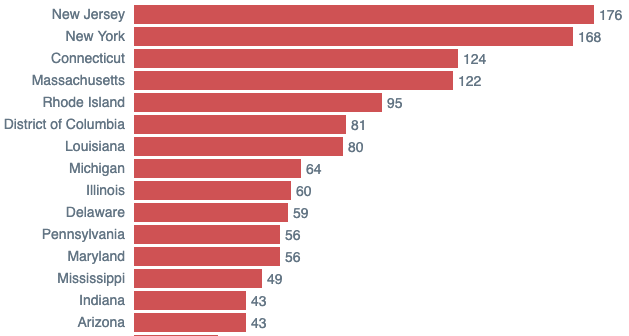 New Jersey 176
New York 168
Connecticut 124
Massachusetts 122
Rhode Island 95
District of Columbia 81
Louisiana 80
Michigan 64
Illinois 60
Delaware 59
Pennsylvania 56
Maryland 56
Mississippi 49
Indiana 43
Arizona 43